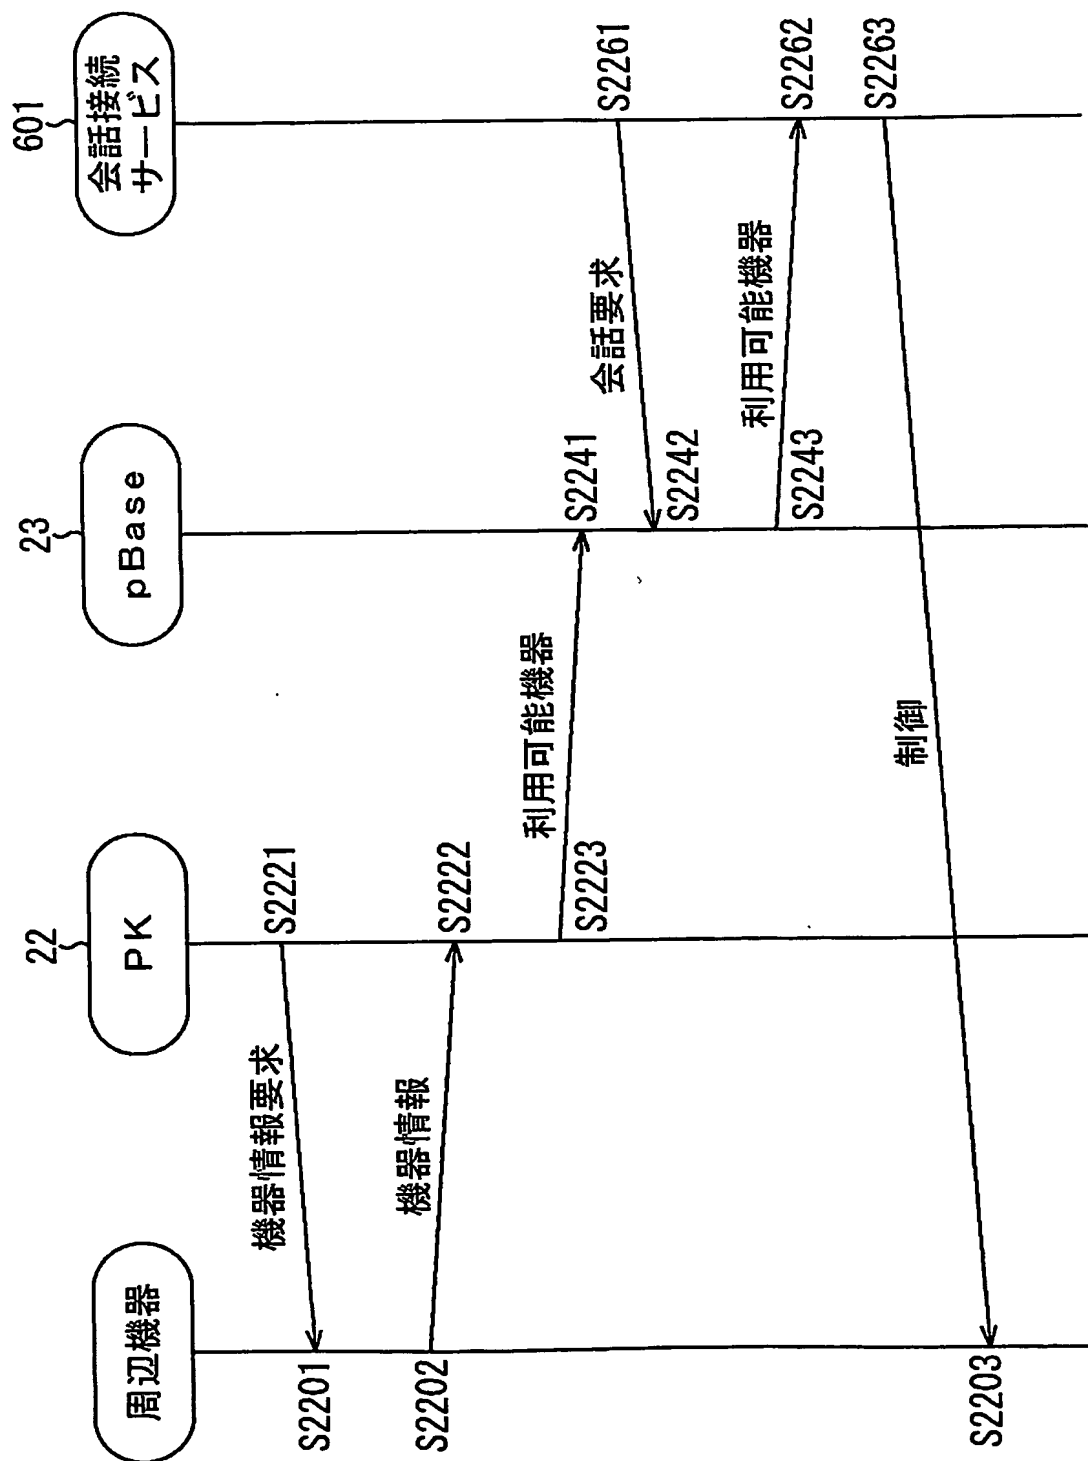 周辺機器
22
PK
23
pBase
601
会話接続
サービス
機器情報要求
S2221
S2201
機器情報
S2202
S2222
利用可能機器
S2223
S2241
会話要求
S2261
S2242
利用可能機器
S2243
S2262
制御
S2263
S2203